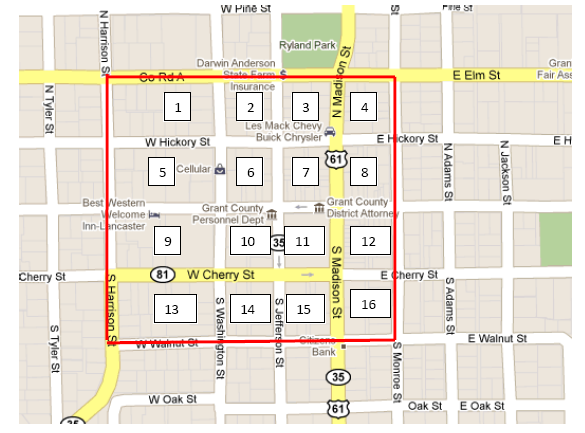 W Pine St
Fine St
St
N Harrison St
Ryland Park
Darwin Anderson
State Farm
Insurance
S
Co Rd A
E Elm St
Gran
Fair Ass
N Madison St
N Tyler St
1
2
3
4
Les Mack Chevy
Buick Chrysler
W Hickory St
E Hickory St
E H
61
N Adams St
N Jackson St
5
Cellular
6
7
8
Best Western
Welcome
Inn-Lancaster
Grant County
Personnel Dept
Grant County
District Attorney
9
10
35
11
12
Cherry St
81
W Cherry St
E Cherry St
S Harrison St
S Madison St
S Adams St
13
14
15
16
S Washington St
S Jefferson St
S Tyler St
W Walnut St
Citizens
Bank
E Walnut St
S Monroe St
35
W Oak St
61
Oak St
E Oak St
35